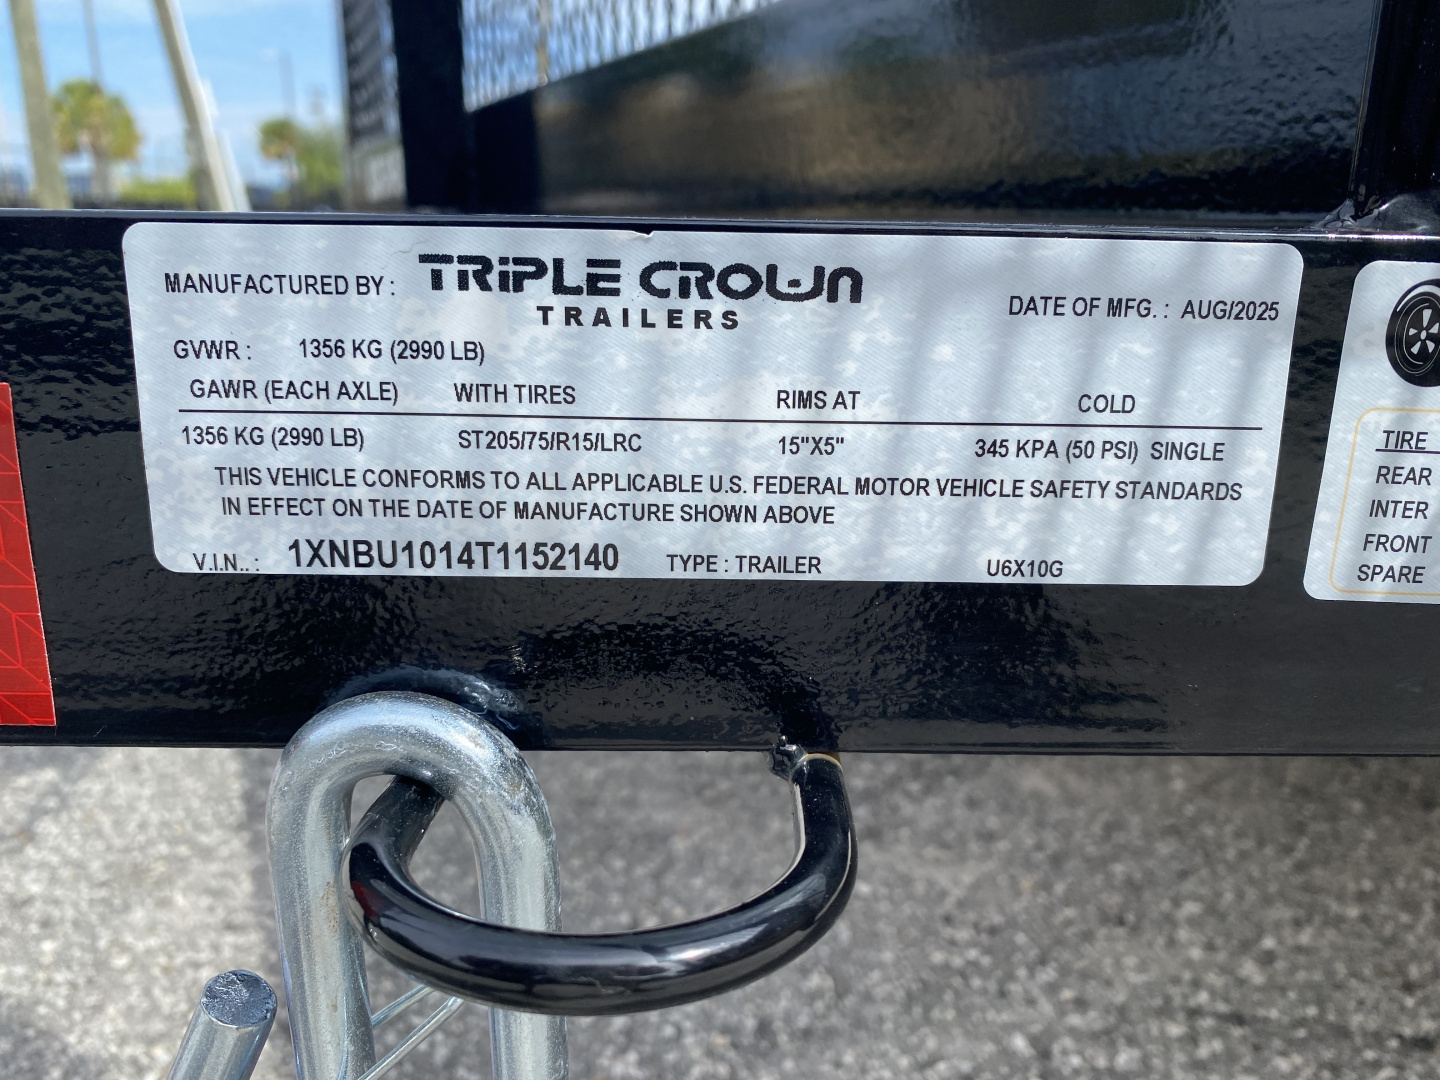 MANUFACTURED BY : TRIPLE CROWN
TRAILERS
DATE OF MFG. : AUG/2025
GVWR : 1356 KG (2990 LB)
GAWR (EACH AXLE) WITH TIRES RIMS AT COLD
1356 KG (2990 LB) ST205/75/R15/LRC 15"X5" 345 KPA (50 PSI) SINGLE
THIS VEHICLE CONFORMS TO ALL APPLICABLE U.S. FEDERAL MOTOR VEHICLE SAFETY STANDARDS
IN EFFECT ON THE DATE OF MANUFACTURE SHOWN ABOVE
V.I.N.. : 1XNBU1014T1152140 TYPE : TRAILER U6X10G
TIRE
REAR
INTER
FRONT
SPARE